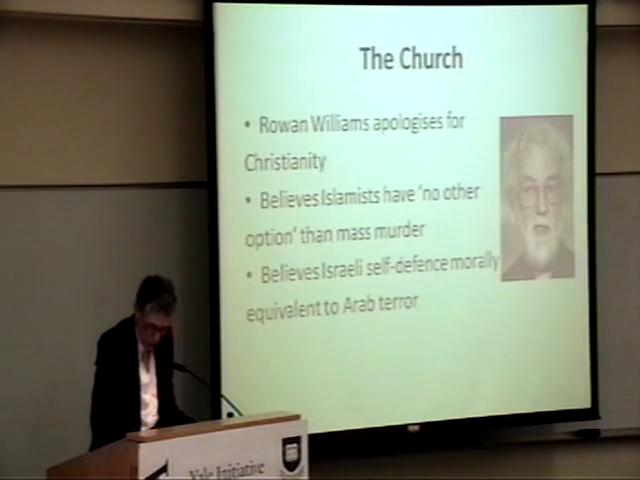 The Church
• Rowan Williams apologises for
Christianity
• Believes Islamists have 'no other
option' than mass murder
• Believes Israeli self-defence morally
equivalent to Arab terror
Yale Initiative